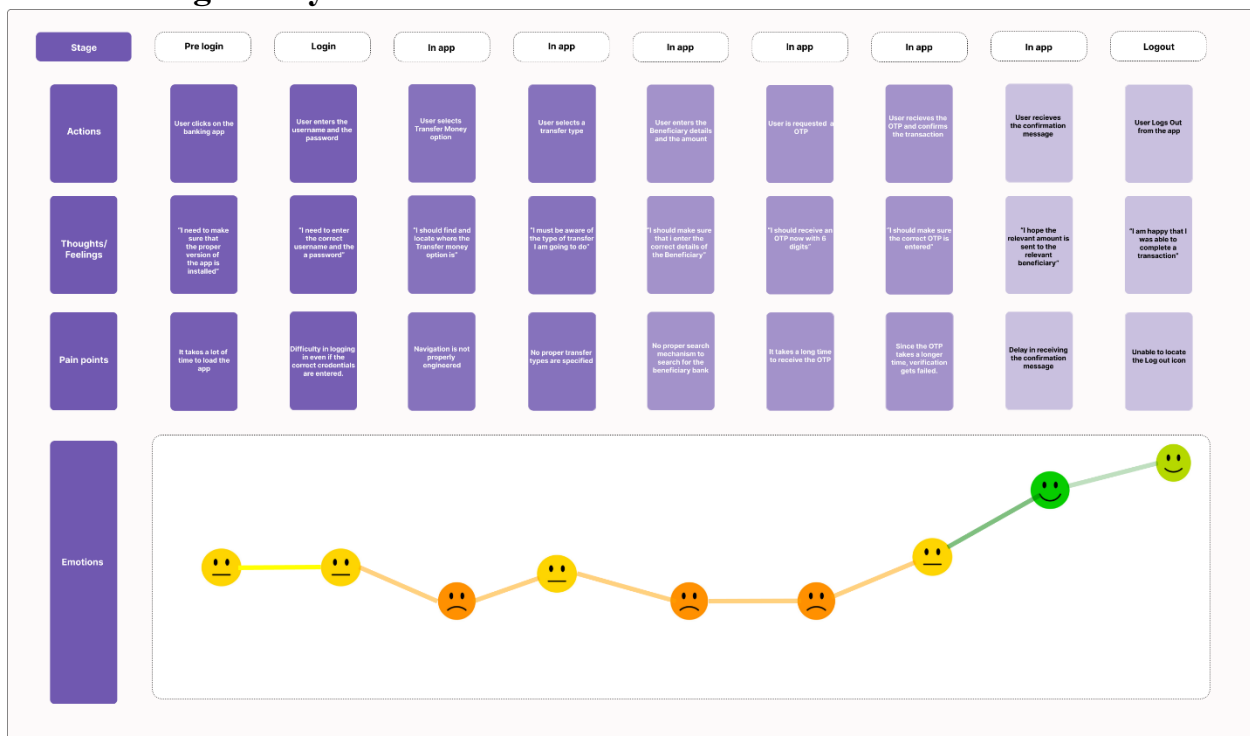 Stage
Pre login
Login
In app
In app
In app
In app
In app
In app
Logout
Actions
User clicks on the
banking app
User enters the
username and the
password
User selects
Transfer Money
option
User selects a
transfer type
User enters the
Beneficiary details
and the amount
User is requested a
OTP
User recieves the
OTP and confirms
the transaction
User recieves
the confirmation
message
User Logs Out
from the app
Thoughts/
Feelings
"I need to make
sure that
the proper
version of
the app is
installed"
"I need to enter
the correct
username and the
a password"
"I should find and
locate where the
Transfer money
option is"
"I must be aware of
the type of transfer
I am going to do"
"I should make sure
that i enter the
correct details of
the Beneficiary"
"I should receive an
OTP now with 6
digits"
"I should make sure
the correct OTP is
entered"
"I hope the
relevant amount is
sent to the
relevant
beneficiary"
"I am happy that I
was able to
complete a
transaction"
Pain points
It takes a lot of
time to load the
app
Difficulty in logging
in even if the
correct credentials
are entered.
Navigation is not
properly
engineered
No proper transfer
types are specified
No proper search
mechanism to
search for the
beneficiary bank
It takes a long time
to receive the OTP
Since the OTP
takes a longer
time, verification
gets failed.
Delay in receiving
the confirmation
message
Unable to locate
the Log out icon
Emotions